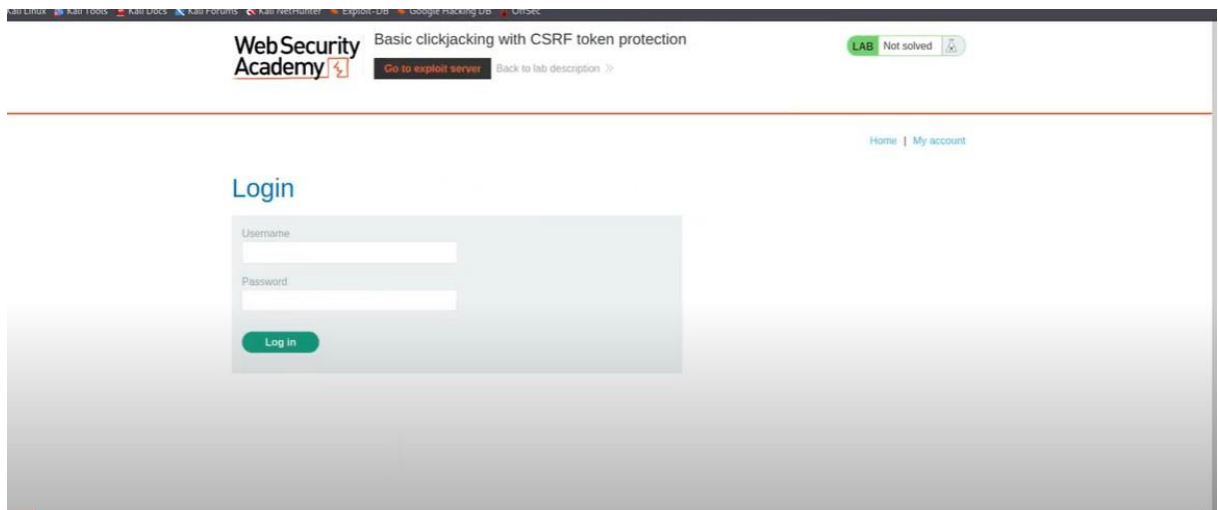 Kali Linux Kali Tools Kali Docs Kali Forums Kali NetHunter Exploit-DB Google Hacking DB OffSec
Web Security Academy
Basic clickjacking with CSRF token protection
Go to exploit server Back to lab description >>
LAB Not solved
Home | My account
Login
Username
Password
Log in